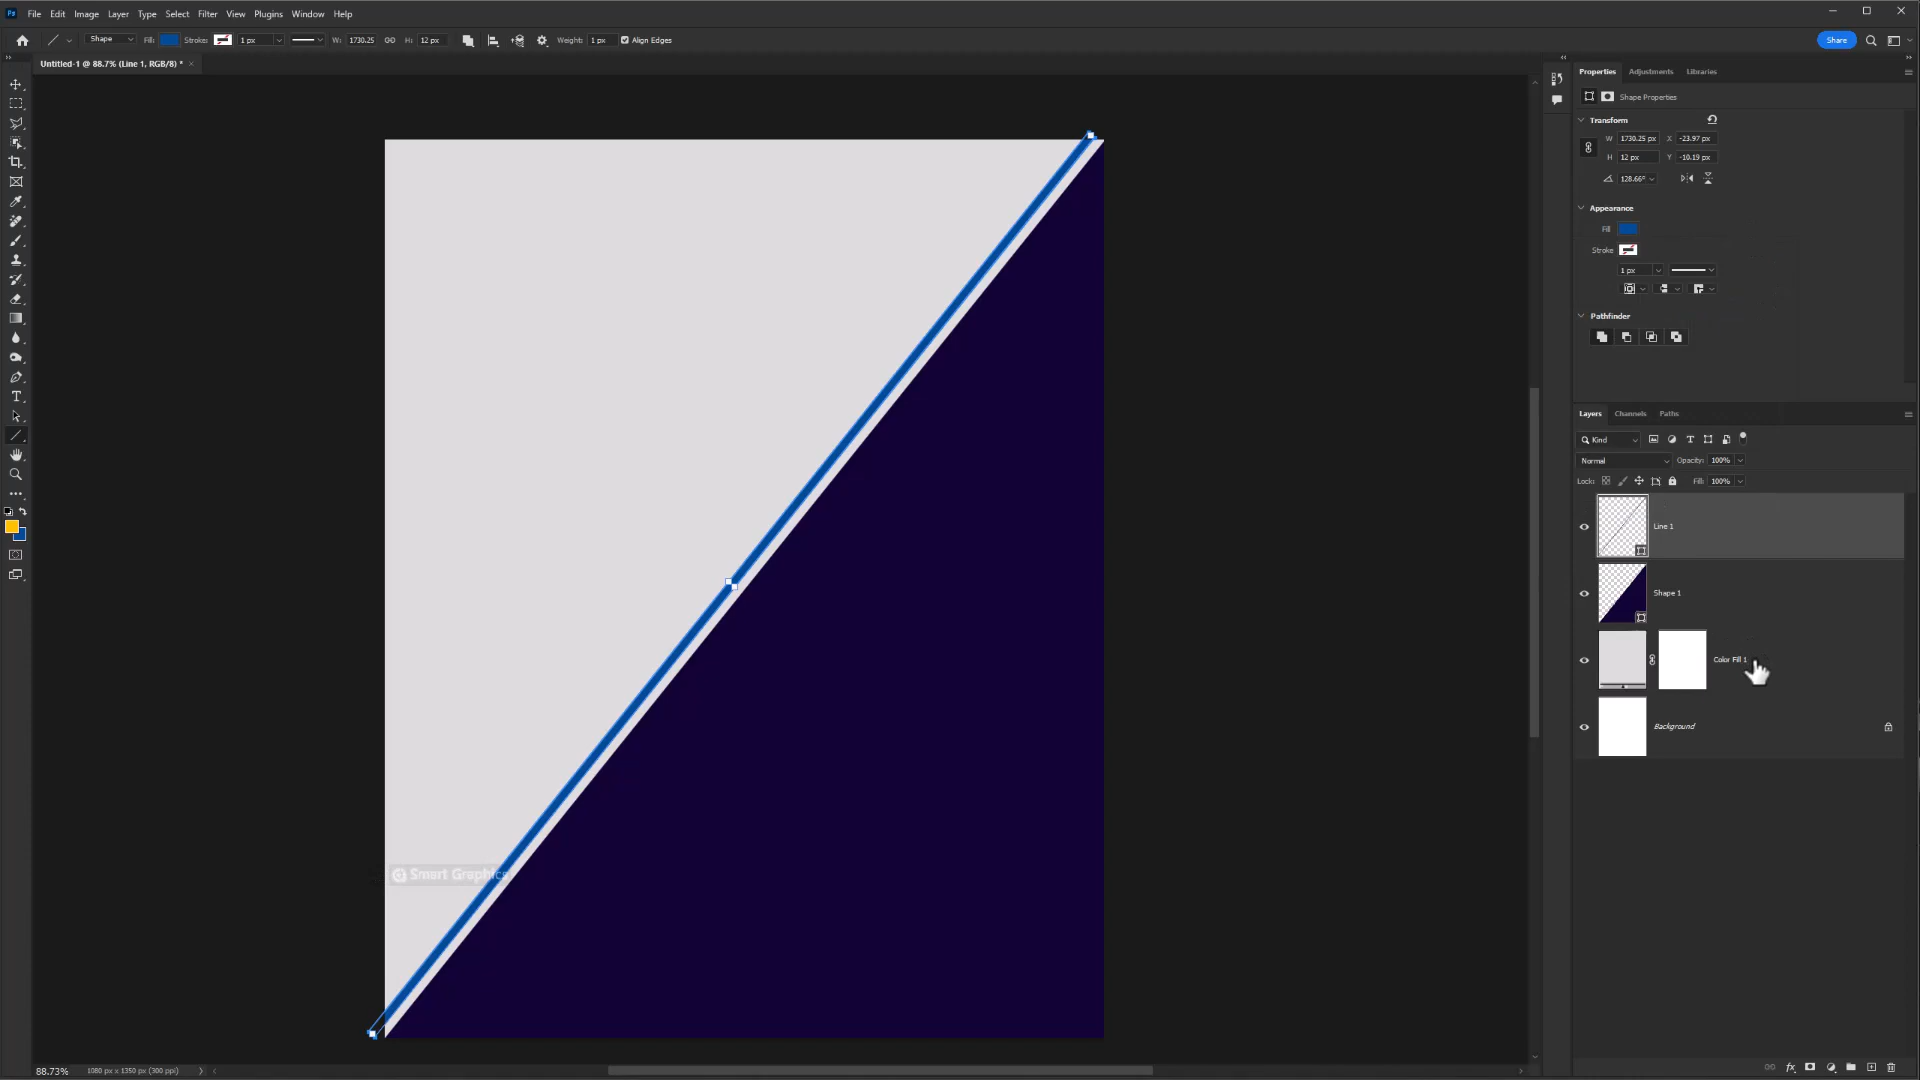 Ps File Edit Image Layer Type Select Filter View Plugins Window Help
Shape Fill: Stroke: 1 px W: 1730.25 H: 12 px Weight: 1 px Align Edges Share
Untitled-1 @ 88.7% (Line 1, RGB/8) * ×
Properties Adjustments Libraries
Shape Properties
Transform
W 1730.25 px X -23.97 px
H 12 px Y -10.19 px
128.66°
Appearance
Fill
Stroke
1 px
Pathfinder
Layers Channels Paths
Kind
Normal Opacity: 100%
Lock: Fill: 100%
Line 1
Shape 1
Color Fill 1
Background
Smart Graphics
88.73% 1080 px x 1350 px (300 ppi)